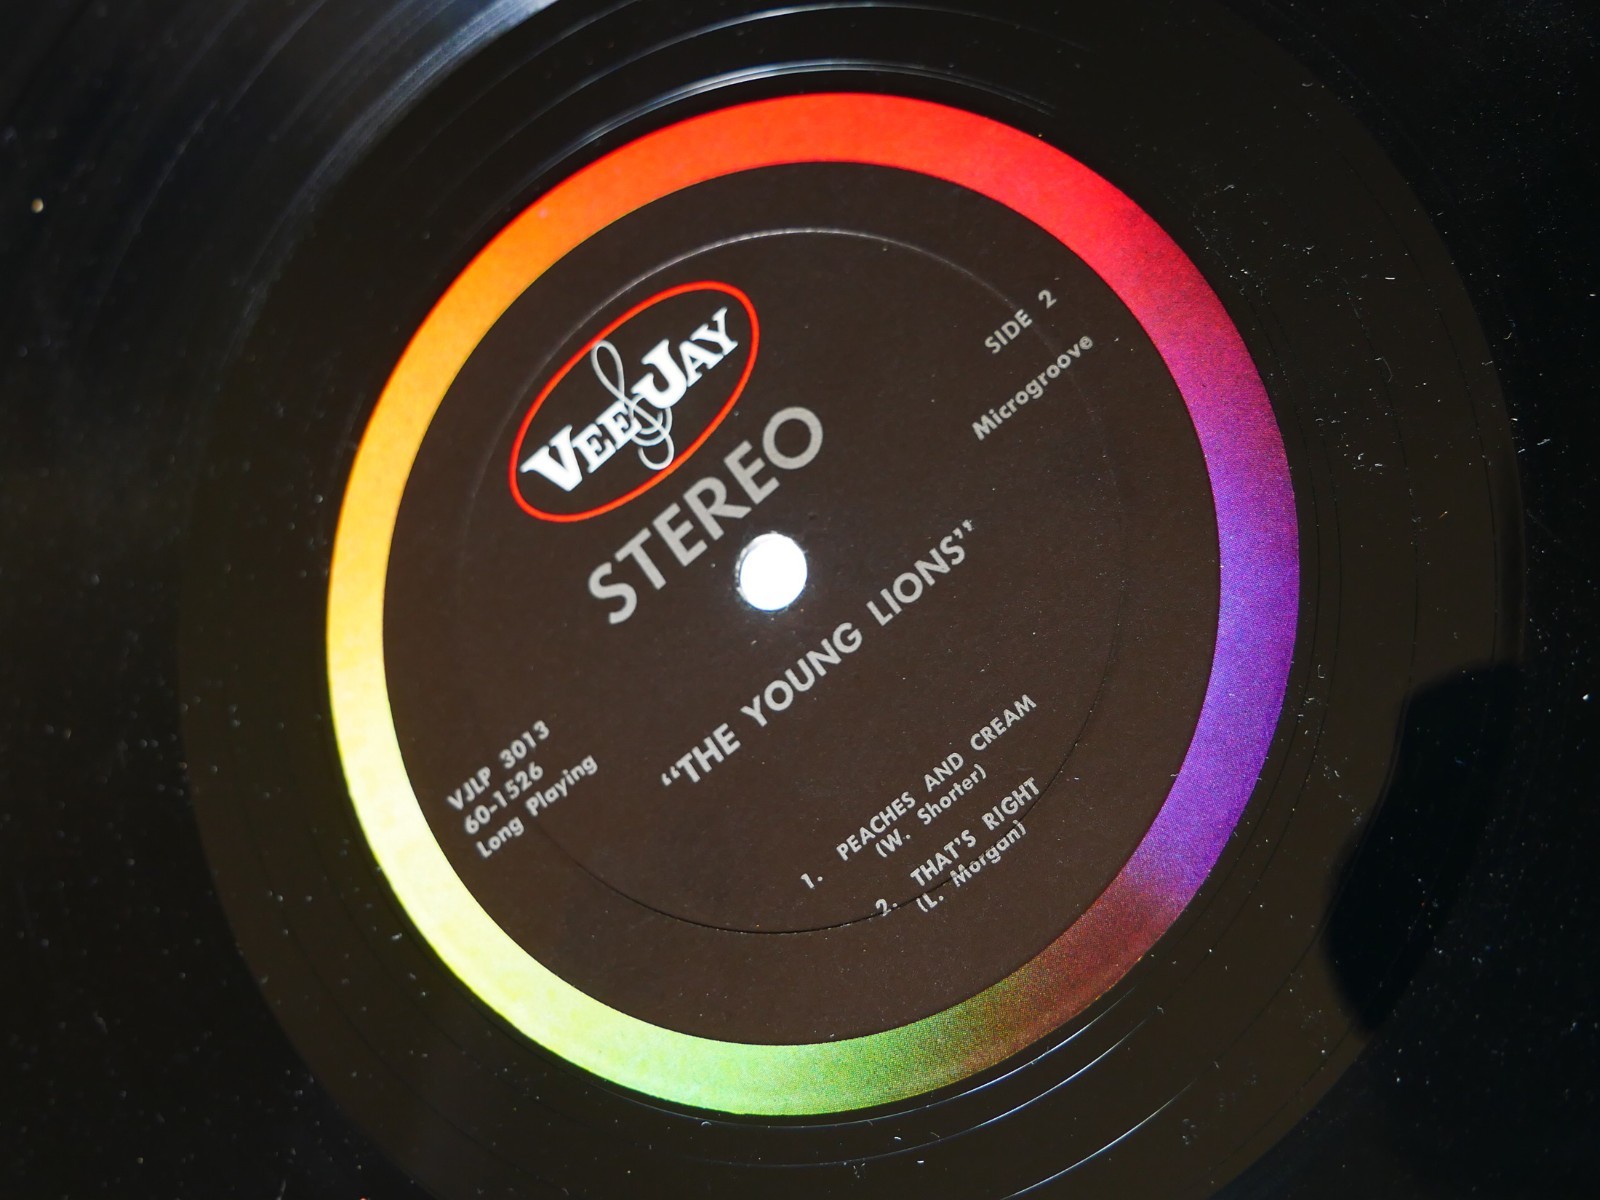 VEE JAY
STEREO
SIDE 2
Microgroove
"THE YOUNG LIONS"
VJLP 3013
60-1526
Long Playing
1. PEACHES AND CREAM
(W. Shorter)
2. THAT'S RIGHT
(L. Morgan)